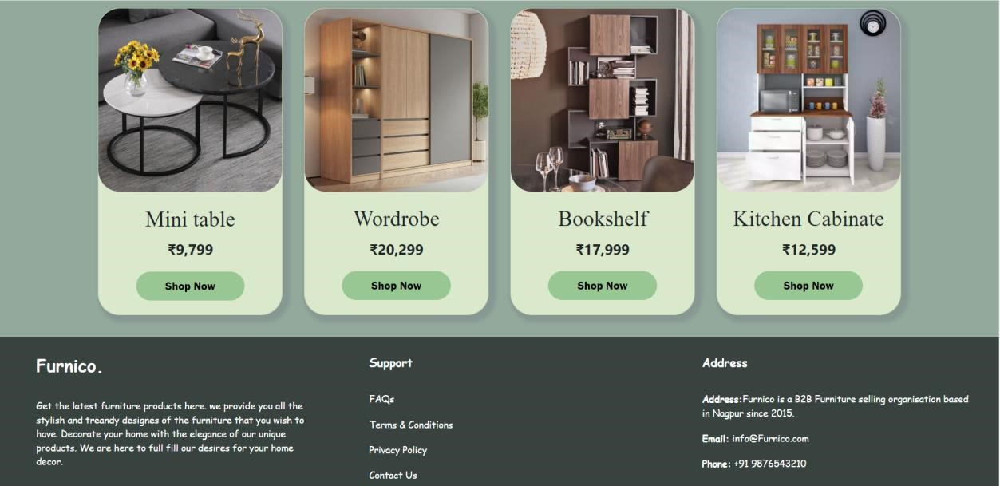 Mini table
₹9,799
Shop Now
Wordrobe
₹20,299
Shop Now
Bookshelf
₹17,999
Shop Now
Kitchen Cabinate
₹12,599
Shop Now
Furnico.
Get the latest furniture products here. we provide you all the
stylish and treandy designes of the furniture that you wish to
have. Decorate your home with the elegance of our unique
products. We are here to full fill our desires for your home
decor.
Support
FAQs
Terms & Conditions
Privacy Policy
Contact Us
Address
Address:Furnico is a B2B Furniture selling organisation based
in Nagpur since 2015.
Email: info@Furnico.com
Phone: +91 9876543210